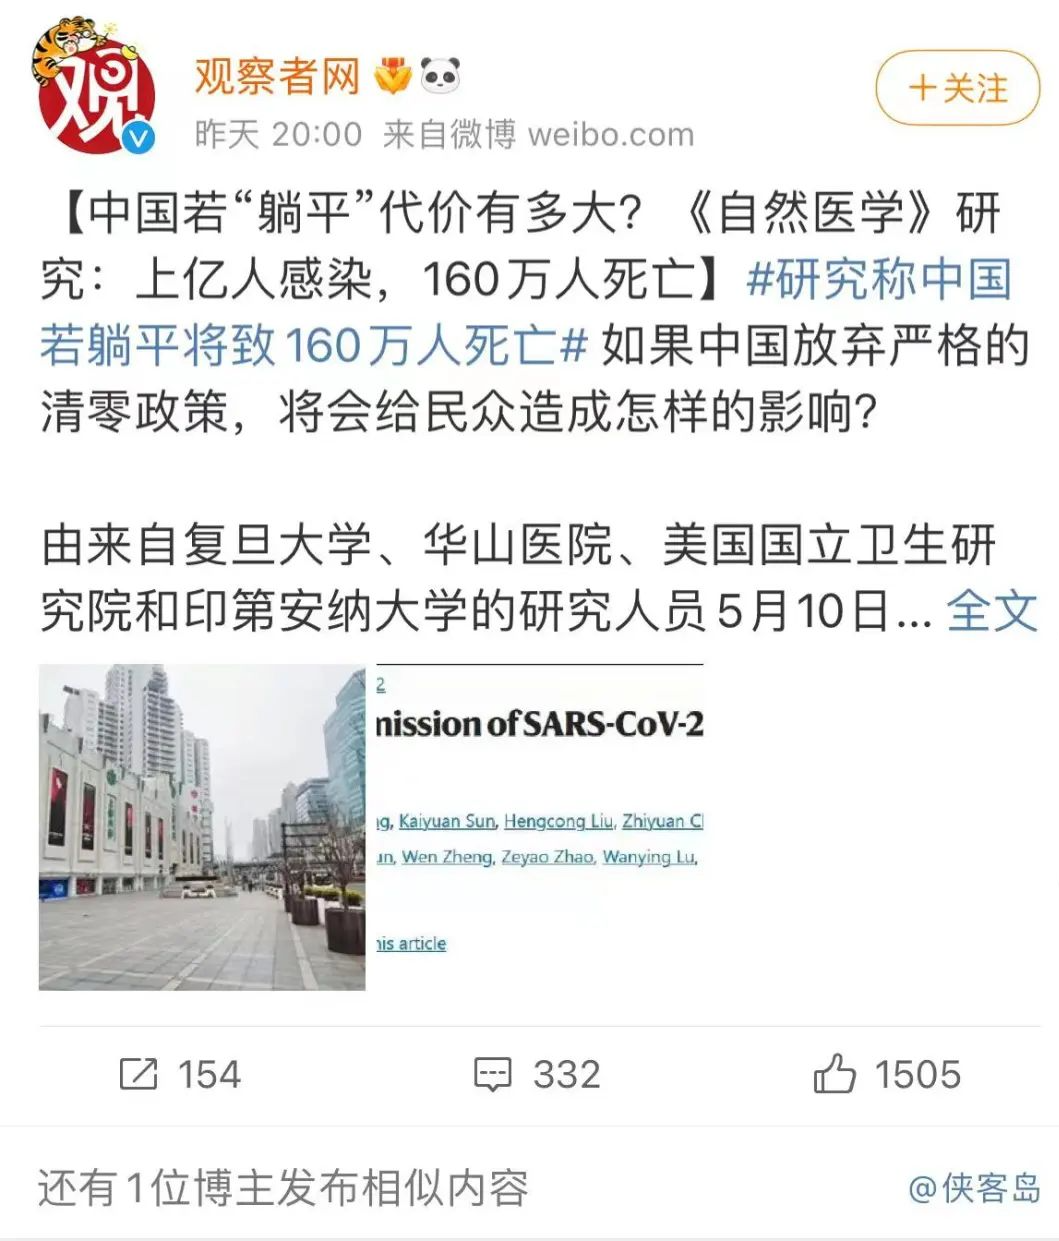 观
观察者网
昨天 20:00 来自微博 weibo.com
+关注
【中国若“躺平”代价有多大？《自然医学》研
究：上亿人感染，160万人死亡】#研究称中国
若躺平将致160万人死亡# 如果中国放弃严格的
清零政策，将会给民众造成怎样的影响？
由来自复旦大学、华山医院、美国国立卫生研
究院和印第安纳大学的研究人员5月10日... 全文
2
nission of SARS-CoV-2
ng, Kaiyuan Sun, Hengcong Liu, Zhiyuan Cl
un, Wen Zheng, Zeyao Zhao, Wanying Lu,
his article
154
332
1505
还有1位博主发布相似内容
@侠客岛